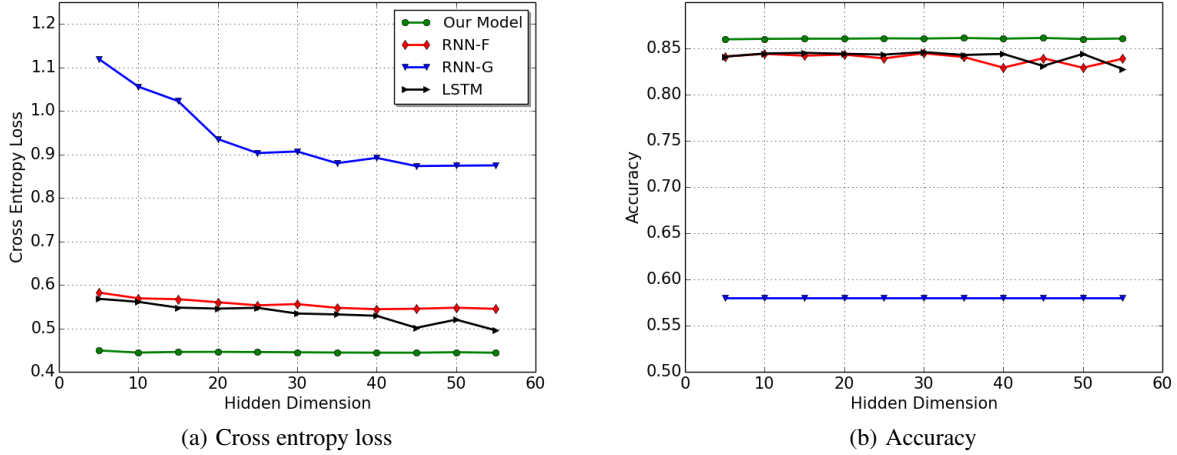 1.2
1.1
1.0
0.9
0.8
0.7
0.6
0.5
0.4
Cross Entropy Loss
0 10 20 30 40 50 60
Hidden Dimension
Our Model
RNN-F
RNN-G
LSTM
(a) Cross entropy loss
0.85
0.80
0.75
0.70
0.65
0.60
0.55
0.50
Accuracy
0 10 20 30 40 50 60
Hidden Dimension
(b) Accuracy